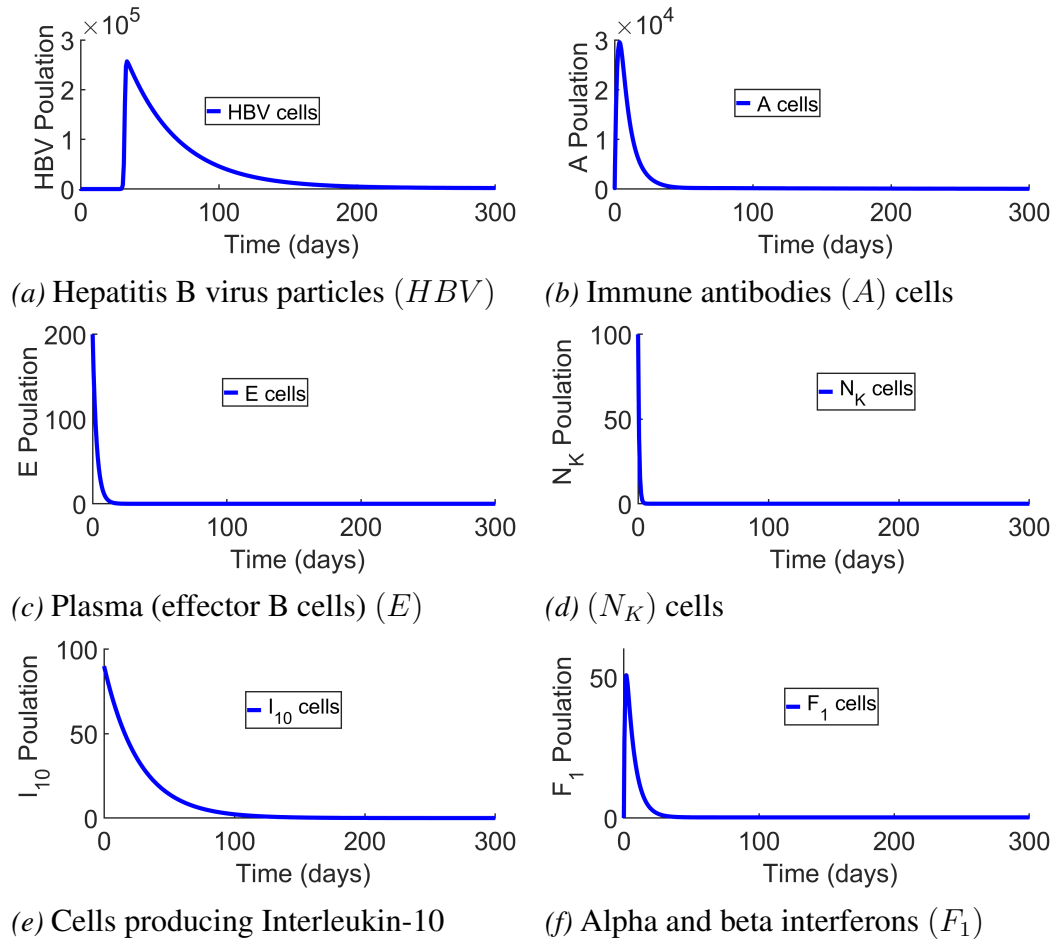 ×10^5
3
2
1
0
HBV Poulation
HBV cells
0 100 200 300
Time (days)
(a) Hepatitis B virus particles (HBV)
×10^4
3
2
1
0
A Poulation
A cells
0 100 200 300
Time (days)
(b) Immune antibodies (A) cells
200
100
0
E Poulation
E cells
0 100 200 300
Time (days)
(c) Plasma (effector B cells) (E)
100
50
0
N_K Poulation
N_K cells
0 100 200 300
Time (days)
(d) (N_K) cells
100
50
0
I_10 Poulation
I_10 cells
0 100 200 300
Time (days)
(e) Cells producing Interleukin-10
50
0
F_1 Poulation
F_1 cells
0 100 200 300
Time (days)
(f) Alpha and beta interferons (F_1)